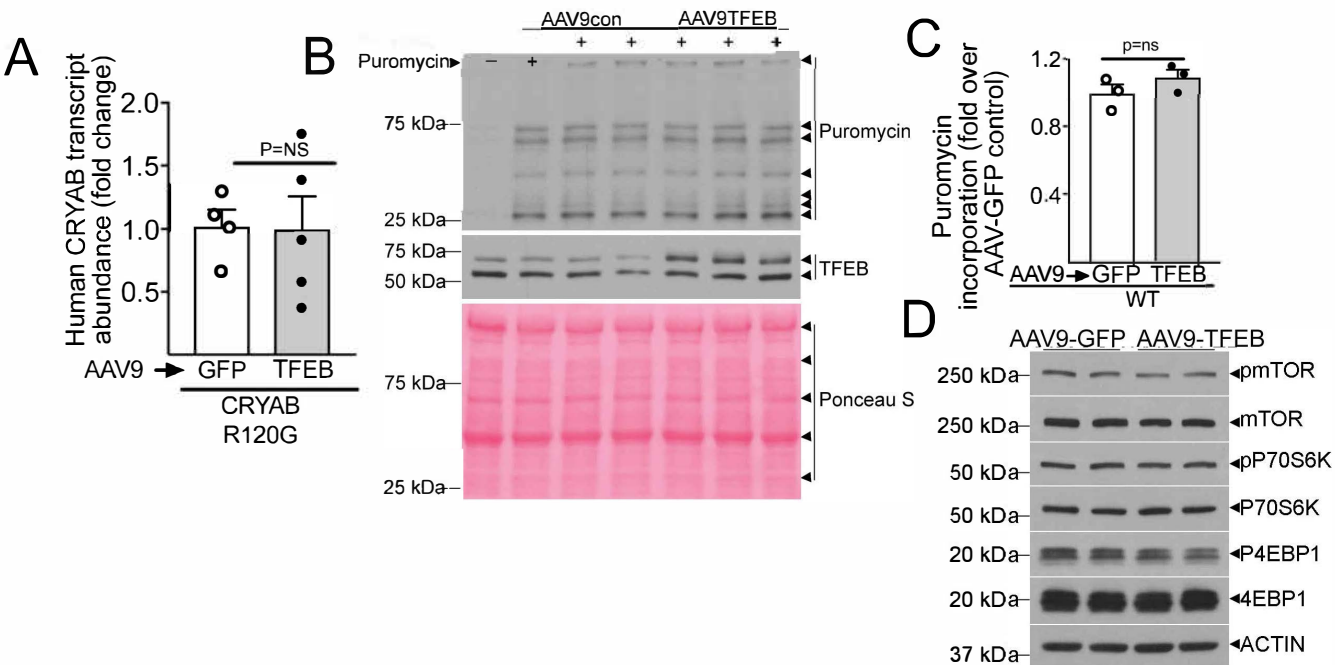 A
Human CRYAB transcript
abundance (fold change)
2.0
1.5
1.0
0.5
P=NS
AAV9
GFP
TFEB
CRYAB
R120G
B
AAV9con
AAV9TFEB
+ + + + +
Puromycin
– +
75 kDa
25 kDa
Puromycin
75 kDa
50 kDa
TFEB
75 kDa
25 kDa
Ponceau S
C
Puromycin
incorporation (fold over
AAV-GFP control)
1.2
0.8
0.4
p=ns
AAV9
GFP
TFEB
WT
D
AAV9-GFP
AAV9-TFEB
250 kDa
pmTOR
250 kDa
mTOR
50 kDa
pP70S6K
50 kDa
P70S6K
20 kDa
P4EBP1
20 kDa
4EBP1
37 kDa
ACTIN